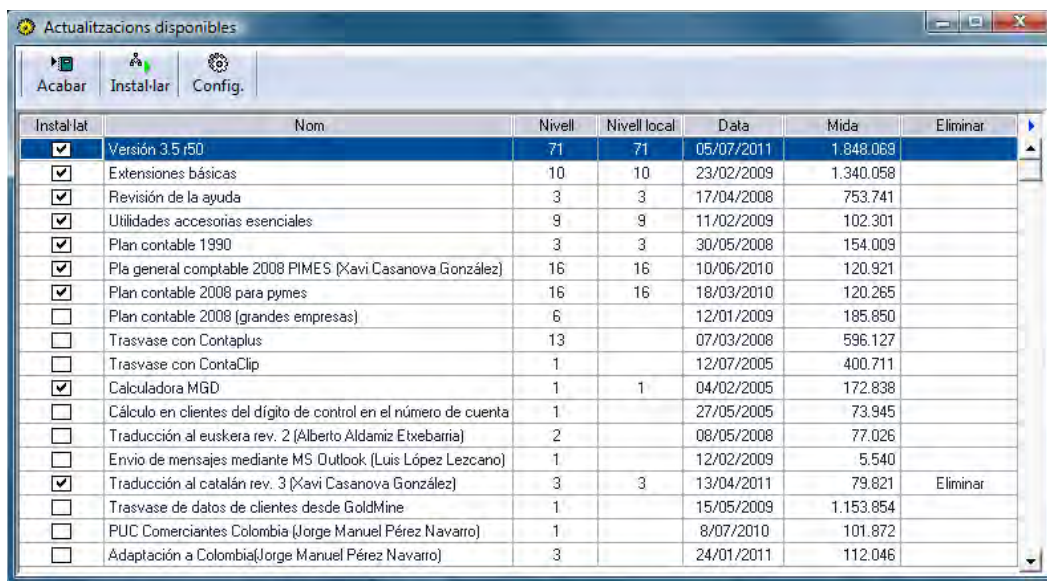 Actualitzacions disponibles
Acabar Instal·lar Config.
Instal·lat Nom Nivell Nivell local Data Mida Eliminar
Versión 3.5 r50 71 71 05/07/2011 1.848.069
Extensiones básicas 10 10 23/02/2009 1.340.058
Revisión de la ayuda 3 3 17/04/2008 753.741
Utilidades accesorias esenciales 9 9 11/02/2009 102.301
Plan contable 1990 3 3 30/05/2008 154.009
Pla general comptable 2008 PIMES (Xavi Casanova González) 16 16 10/06/2010 120.921
Plan contable 2008 para pymes 16 16 18/03/2010 120.265
Plan contable 2008 (grandes empresas) 6 12/01/2009 185.850
Trasvase con Contaplus 13 07/03/2008 596.127
Trasvase con ContaClip 1 12/07/2005 400.711
Calculadora MGD 1 1 04/02/2005 172.838
Cálculo en clientes del dígito de control en el número de cuenta 1 27/05/2005 73.945
Traducción al euskera rev. 2 (Alberto Aldamiz Etxebarria) 2 08/05/2008 77.026
Envio de mensajes mediante MS Outlook (Luis López Lezcano) 1 12/02/2009 5.540
Traducción al catalán rev. 3 (Xavi Casanova González) 3 3 13/04/2011 79.821 Eliminar
Trasvase de datos de clientes desde GoldMine 1 15/05/2009 1.153.854
PUC Comerciantes Colombia (Jorge Manuel Pérez Navarro) 1 8/07/2010 101.872
Adaptación a Colombia(Jorge Manuel Pérez Navarro) 3 24/01/2011 112.046